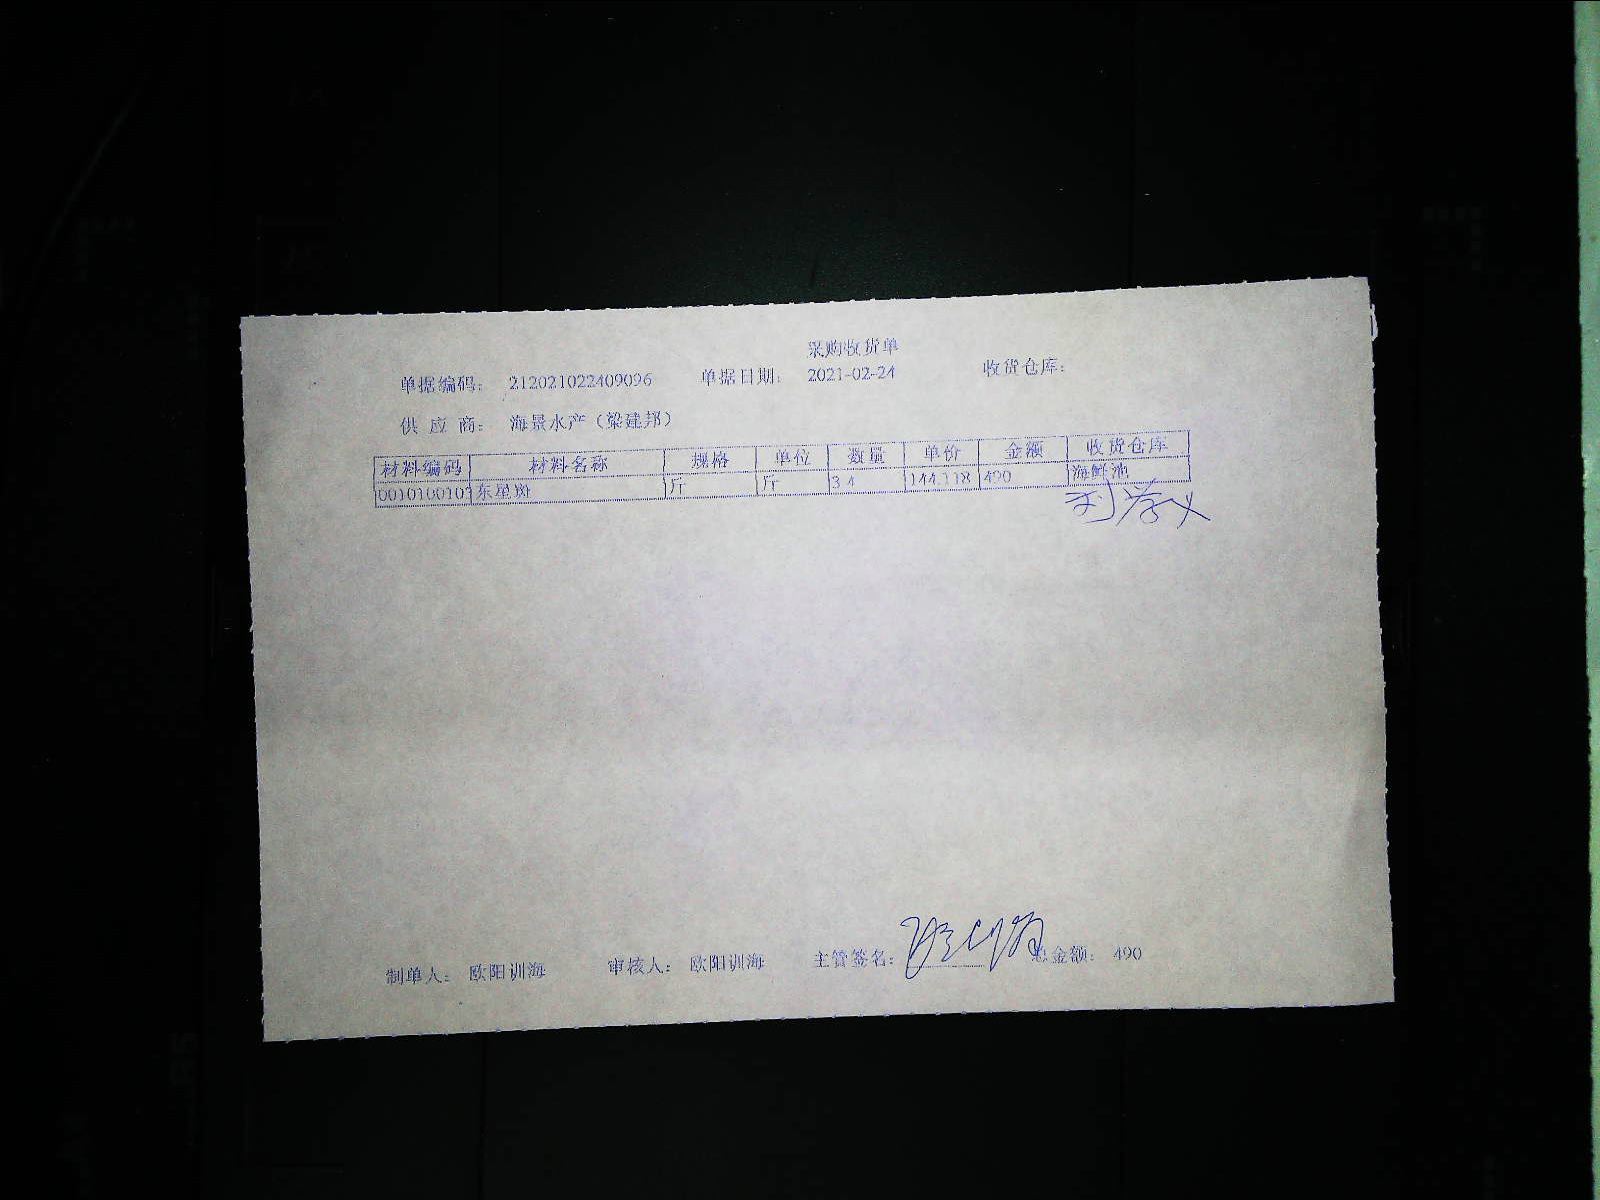 采购收货单
单据编码： 212021022409096 单据日期： 2021-02-24 收货仓库：
供 应 商： 海景水产（梁建邦）
材料编码 材料名称 规格 单位 数量 单价 金额 收货仓库
0010100103 东星斑 斤 斤 3.4 144.118 490 海鲜池
制单人： 欧阳训海 审核人： 欧阳训海 主管签名： 总金额： 490